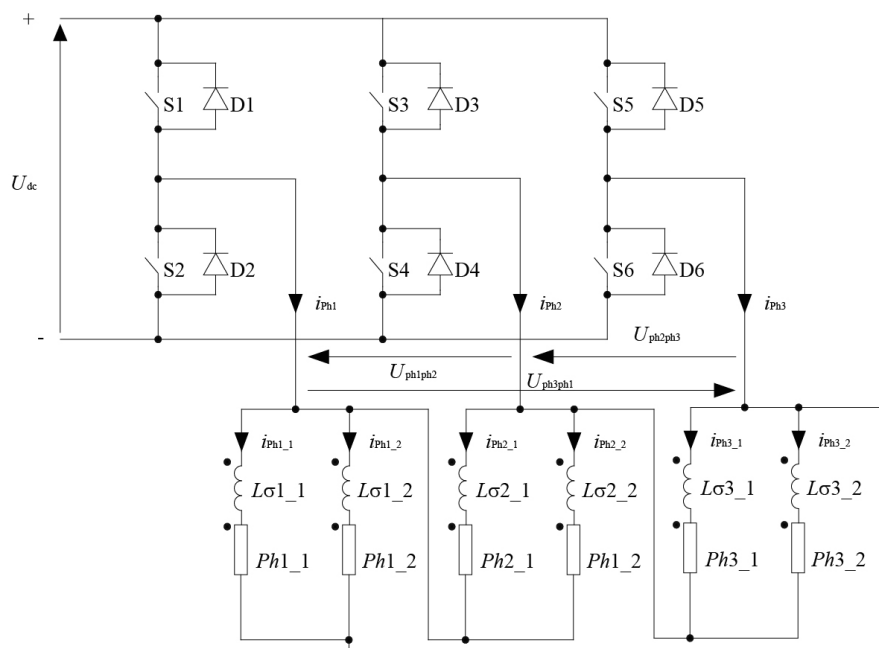 +
S1 D1 S3 D3 S5 D5
Udc
S2 D2 S4 D4 S6 D6
iPh1 iPh2 iPh3
-
Uph2ph3
Uph1ph2 Uph3ph1
iPh1_1 iPh1_2 iPh2_1 iPh2_2 iPh3_1 iPh3_2
Lσ1_1 Lσ1_2 Lσ2_1 Lσ2_2 Lσ3_1 Lσ3_2
Ph1_1 Ph1_2 Ph2_1 Ph1_2 Ph3_1 Ph3_2